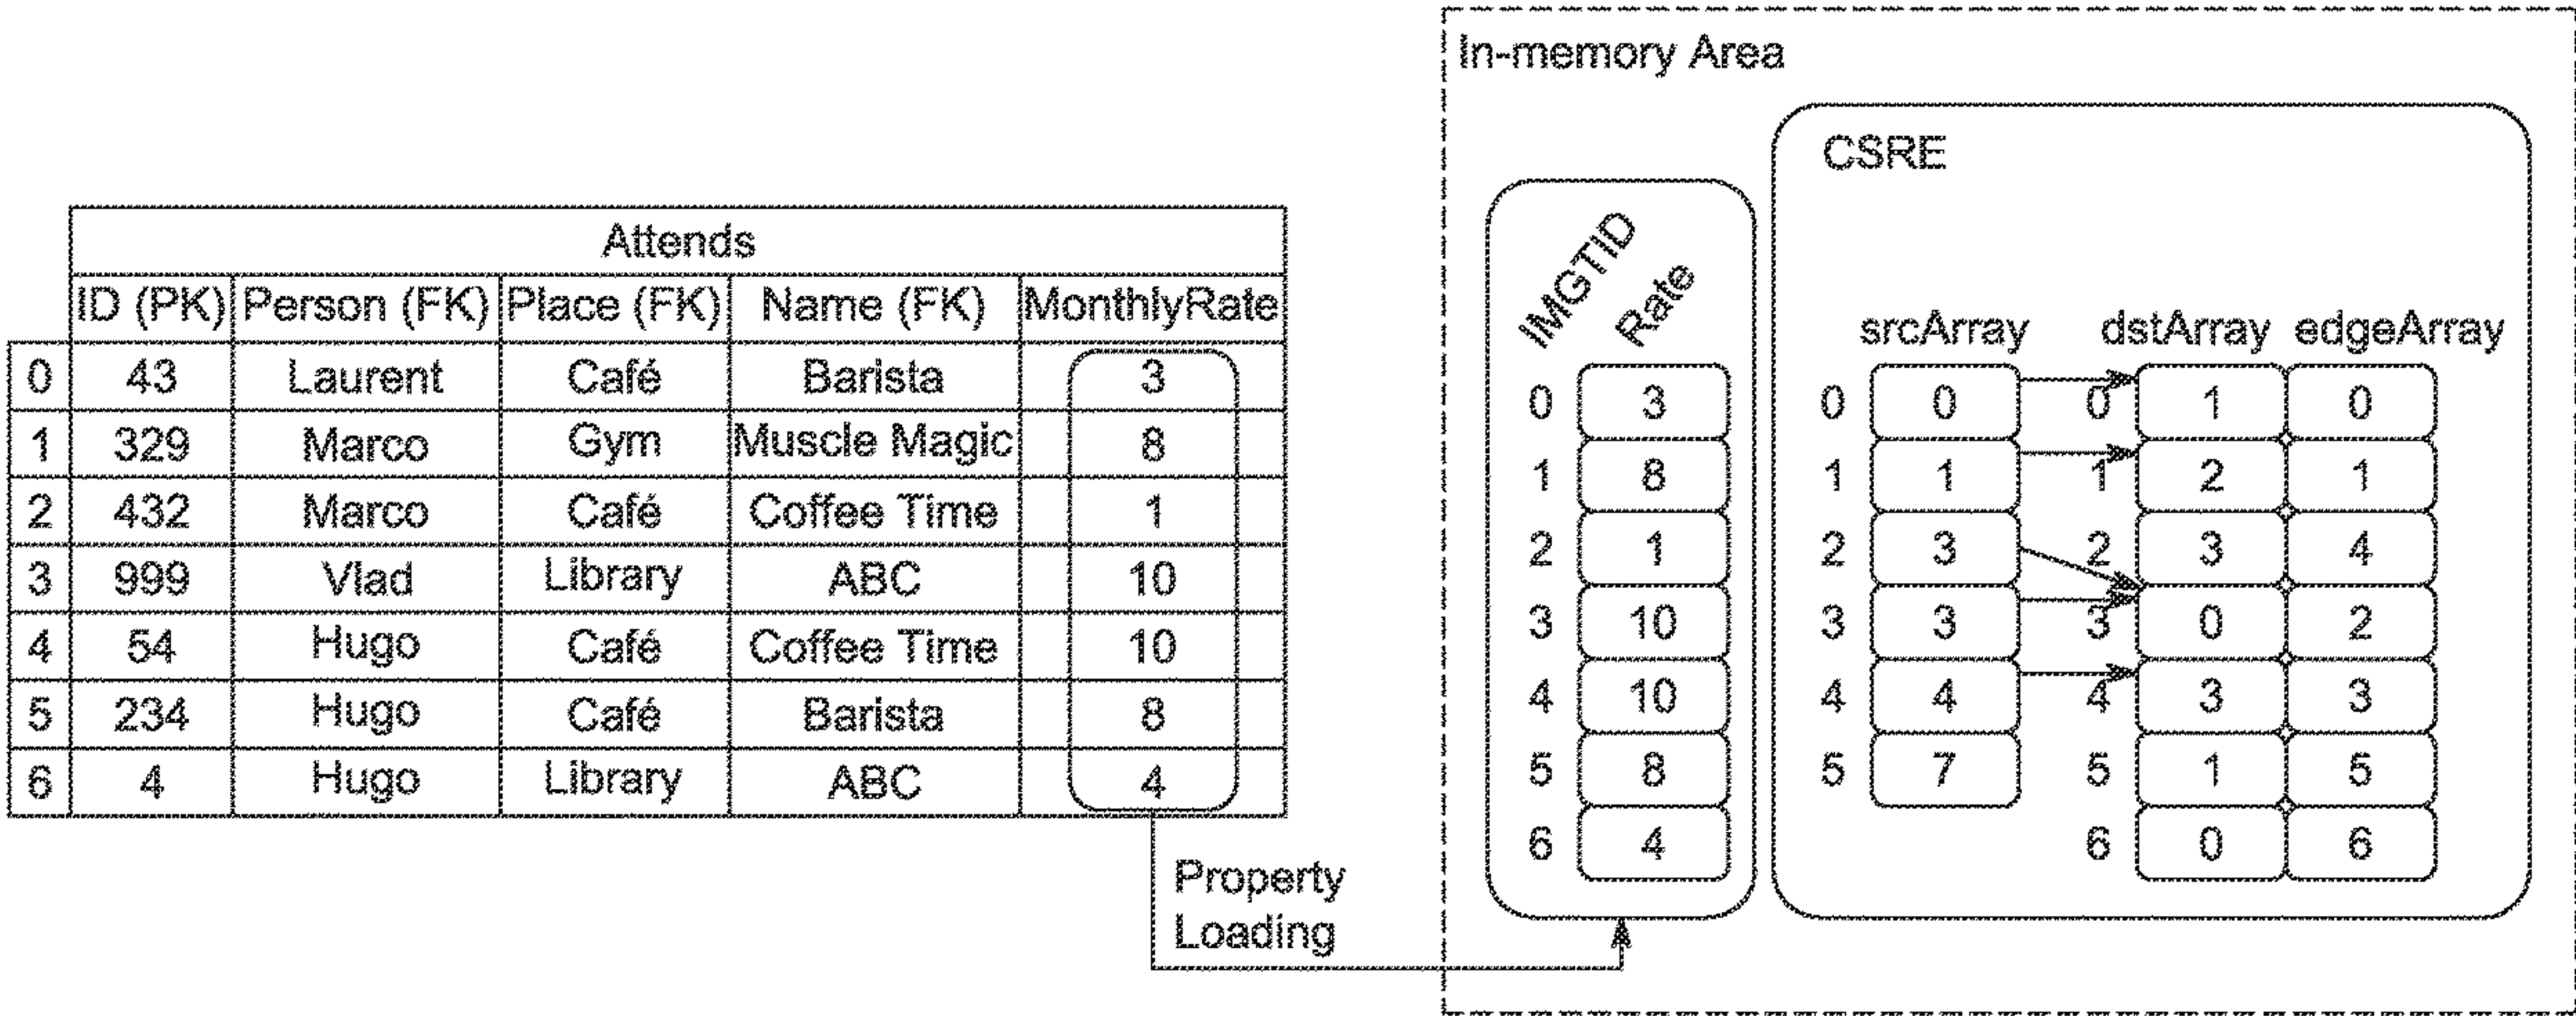 In-memory Area
CSRE
Attends
ID (PK) Person (FK) Place (FK) Name (FK) MonthlyRate
0 43 Laurent Café Barista 3
1 329 Marco Gym Muscle Magic 8
2 432 Marco Café Coffee Time 1
3 999 Vlad Library ABC 10
4 54 Hugo Café Coffee Time 10
5 234 Hugo Café Barista 8
6 4 Hugo Library ABC 4
Property
Loading
IMGTID Rate
0 3
1 8
2 1
3 10
4 10
5 8
6 4
srcArray dstArray edgeArray
0 0 0 1 0
1 1 1 2 1
2 3 2 3 4
3 3 3 0 2
4 4 4 3 3
5 7 5 1 5
6 0 6